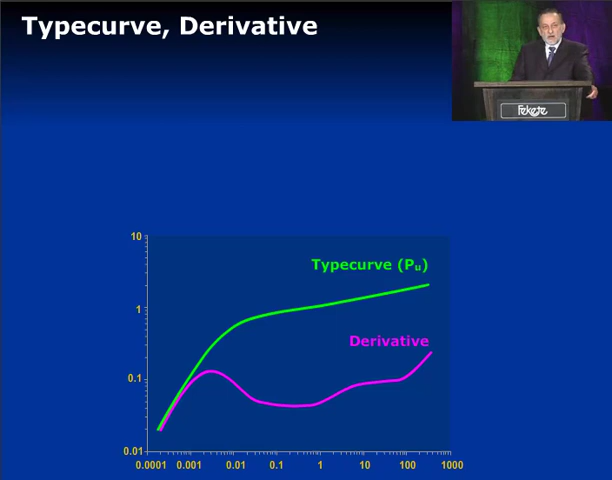 Typecurve, Derivative
Fekete
10
Typecurve (Pu)
1
Derivative
0.1
0.01
0.0001 0.001 0.01 0.1 1 10 100 1000